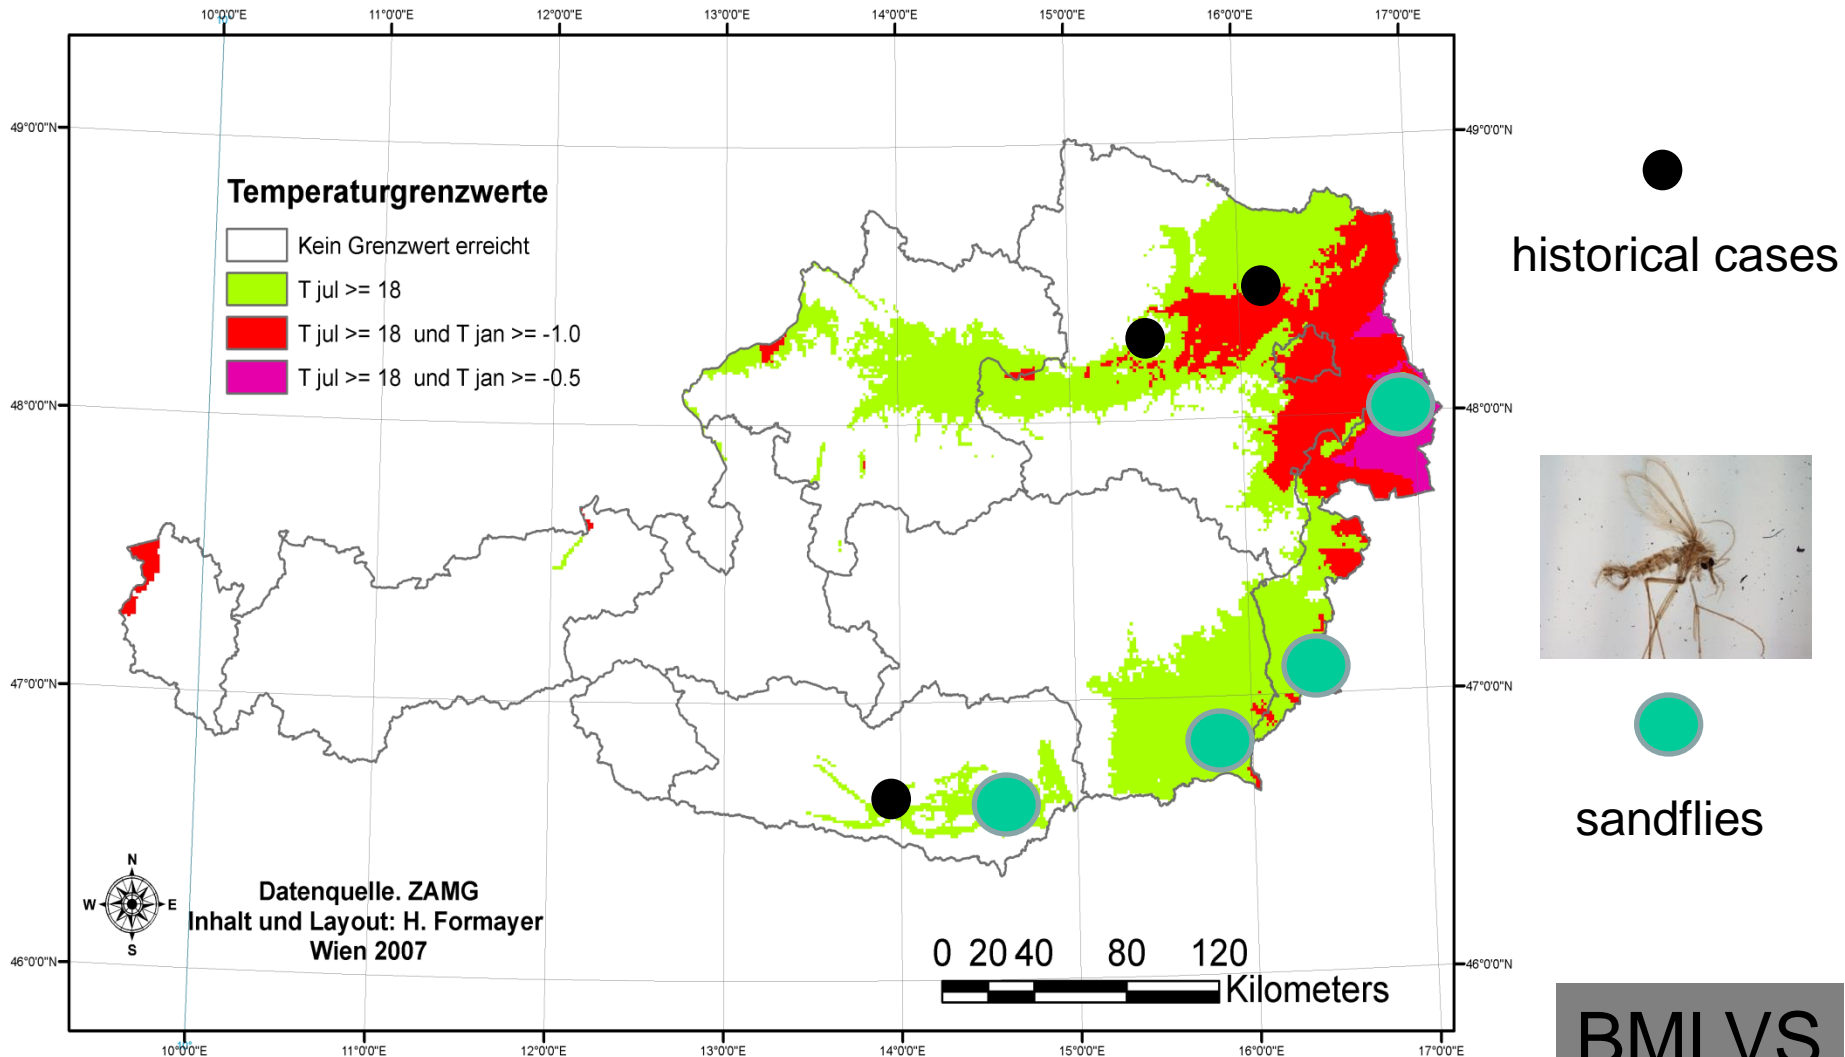 10°0'0"E 11°0'0"E 12°0'0"E 13°0'0"E 14°0'0"E 15°0'0"E 16°0'0"E 17°0'0"E
49°0'0"N 49°0'0"N
Temperaturgrenzwerte
Kein Grenzwert erreicht
T jul >= 18
T jul >= 18 und T jan >= -1.0
T jul >= 18 und T jan >= -0.5
historical cases
48°0'0"N 48°0'0"N
47°0'0"N 47°0'0"N
sandflies
N
W E
S
Datenquelle. ZAMG
Inhalt und Layout: H. Formayer
Wien 2007
46°0'0"N 46°0'0"N
0 20 40 80 120
Kilometers
BMLVS
10°0'0"E 11°0'0"E 12°0'0"E 13°0'0"E 14°0'0"E 15°0'0"E 16°0'0"E 17°0'0"E